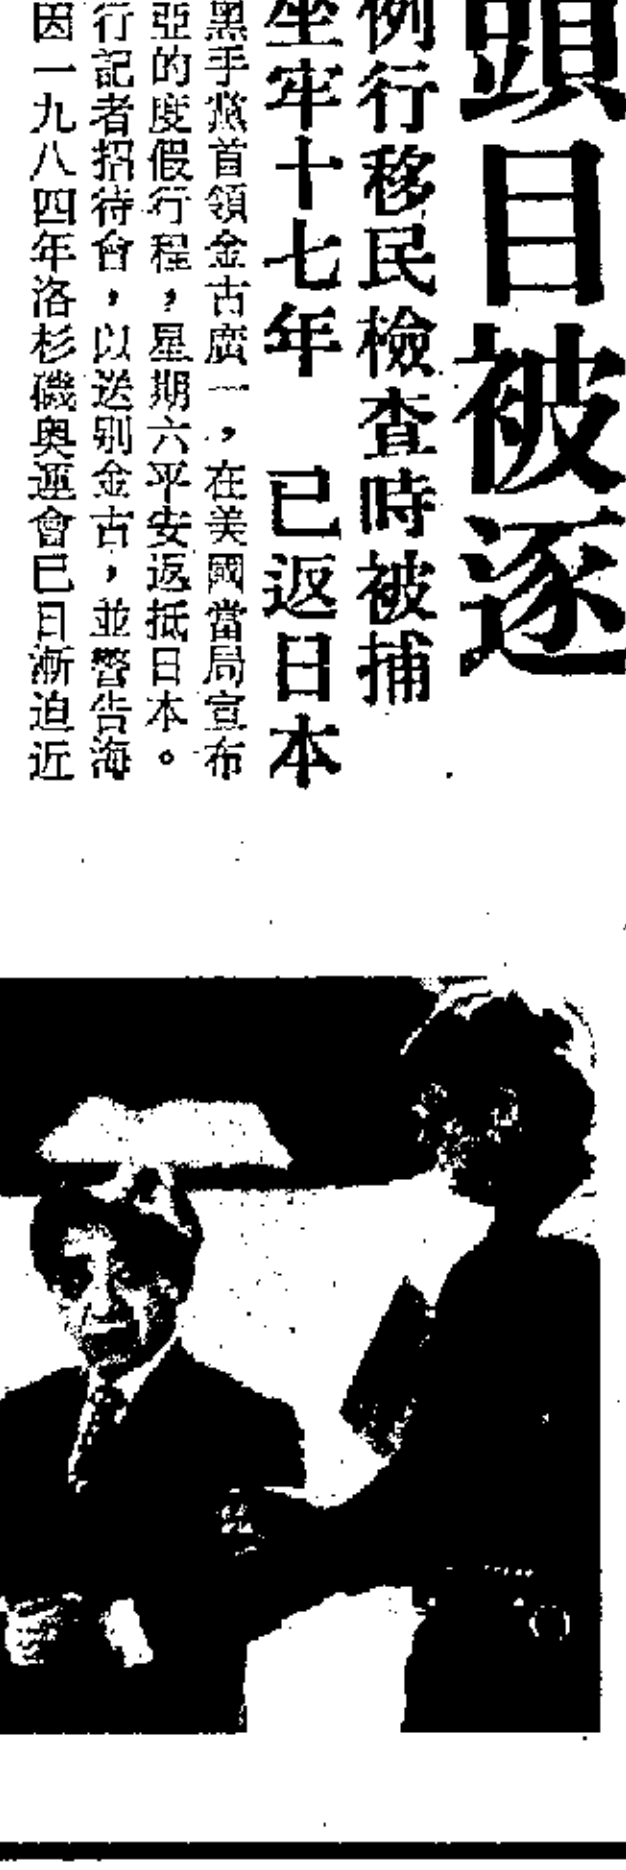 頭目被逐
例行移民檢査時被捕
坐牢十七年 已返日本
黑手黨首領金古廣一，在美國當局宣布
亞的度假行程，星期六平安返抵日本。
行記者招待會，以送别金古，並警告海
因一九八四年洛杉磯奥運會巳日漸迫近